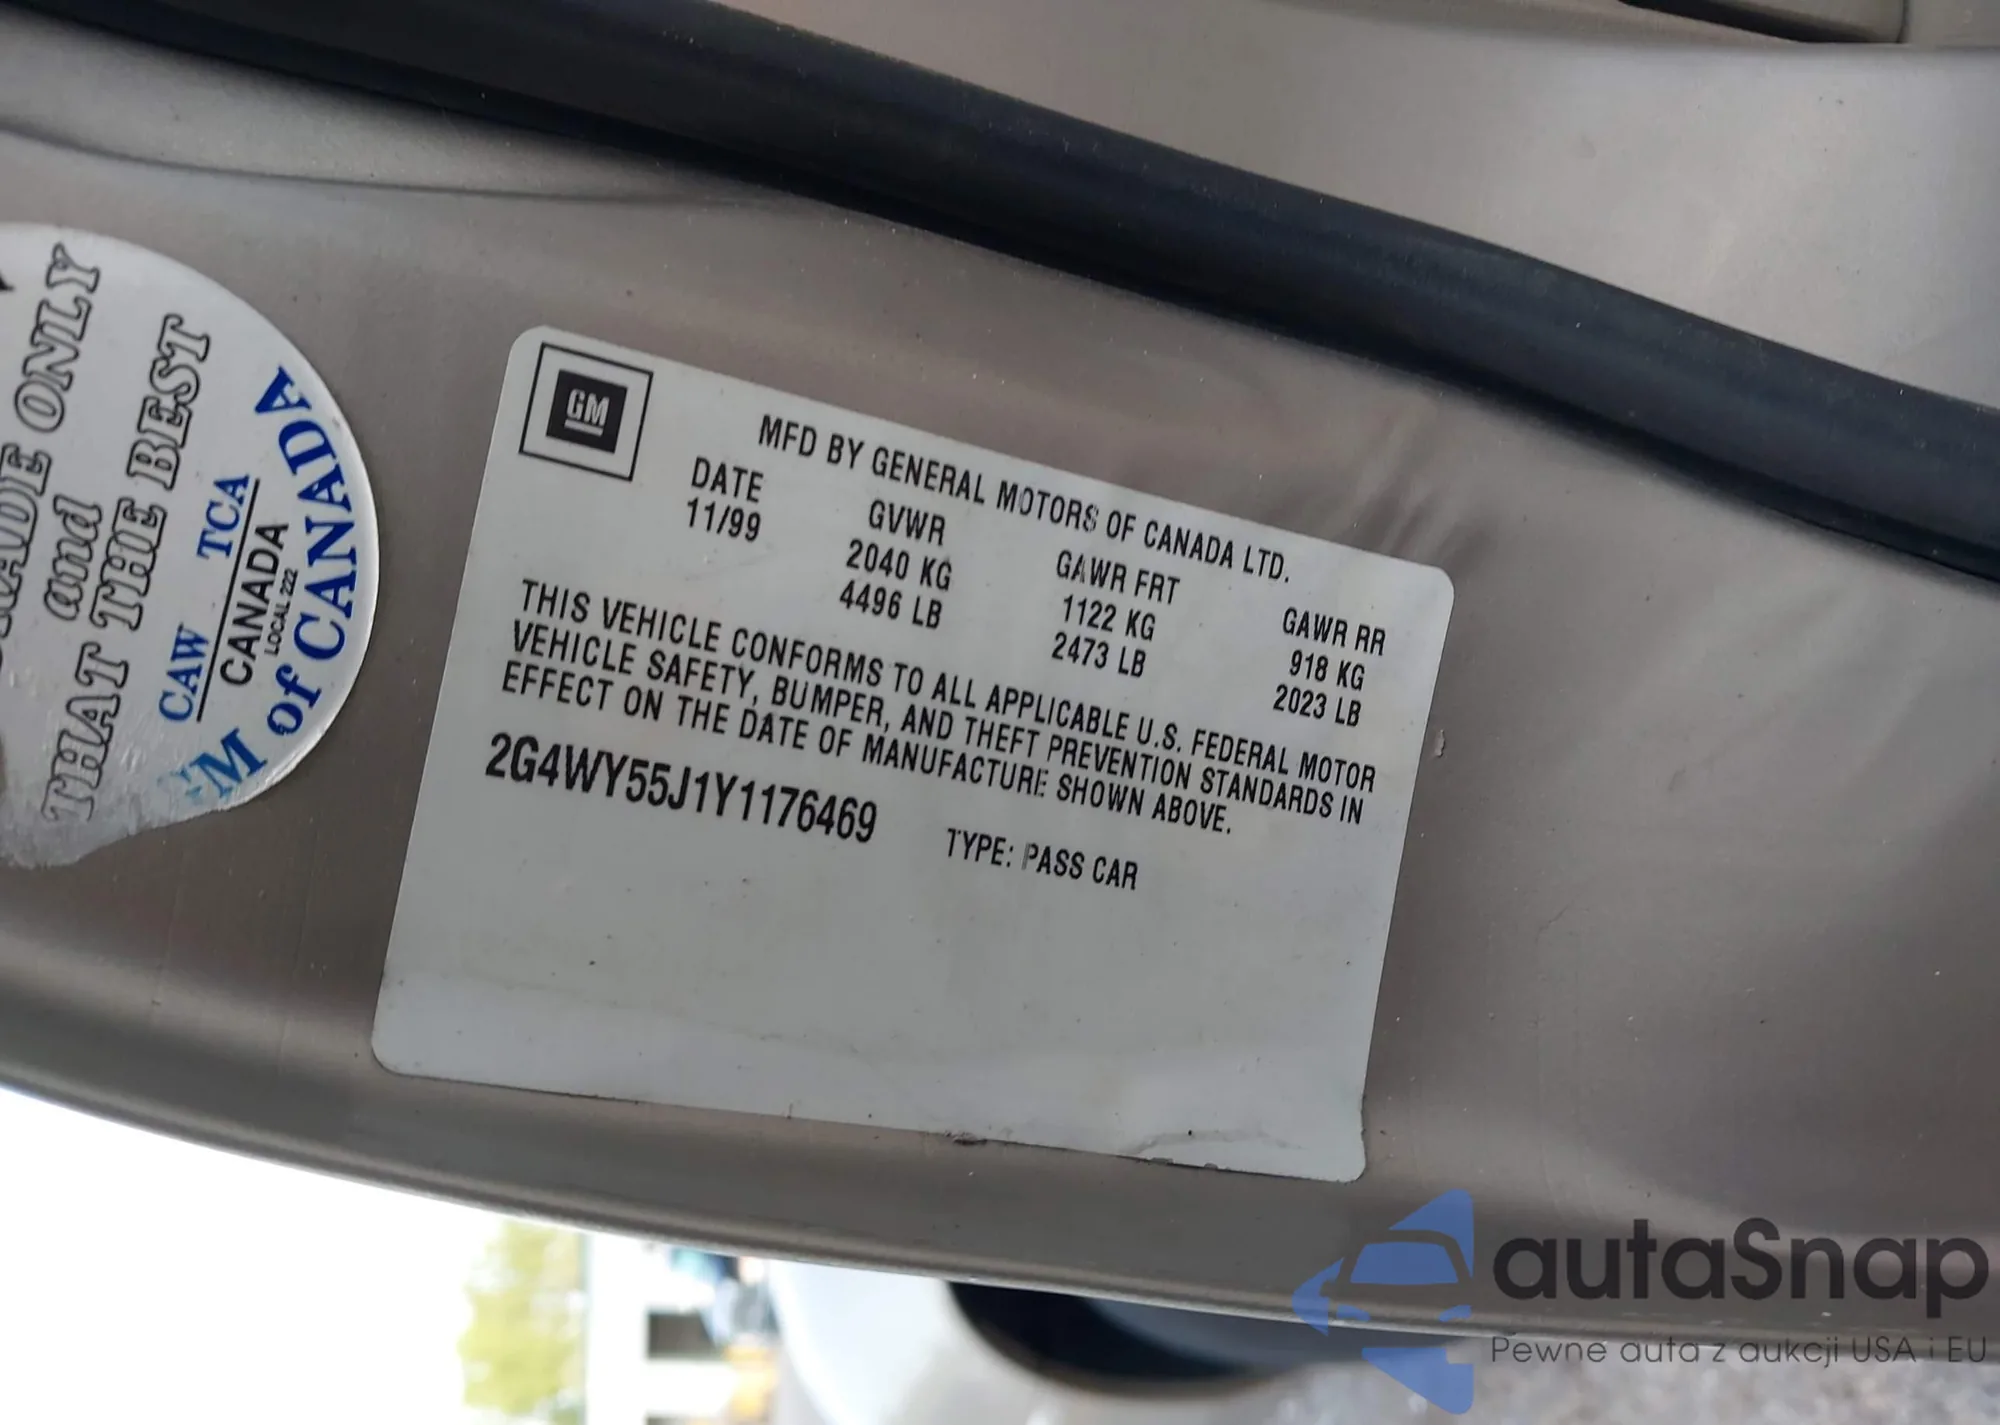 ONLY
and
THAT THE BEST
CAW TCA
CANADA
LOCAL 222
of CANADA
GM
MFD BY GENERAL MOTORS OF CANADA LTD.
DATE GVWR GAWR FRT GAWR RR
11/99 2040 KG 1122 KG 918 KG
4496 LB 2473 LB 2023 LB
THIS VEHICLE CONFORMS TO ALL APPLICABLE U.S. FEDERAL MOTOR
VEHICLE SAFETY, BUMPER, AND THEFT PREVENTION STANDARDS IN
EFFECT ON THE DATE OF MANUFACTURE SHOWN ABOVE.
2G4WY55J1Y1176469 TYPE: PASS CAR
autaSnap
Pewne auta z aukcji USA i EU